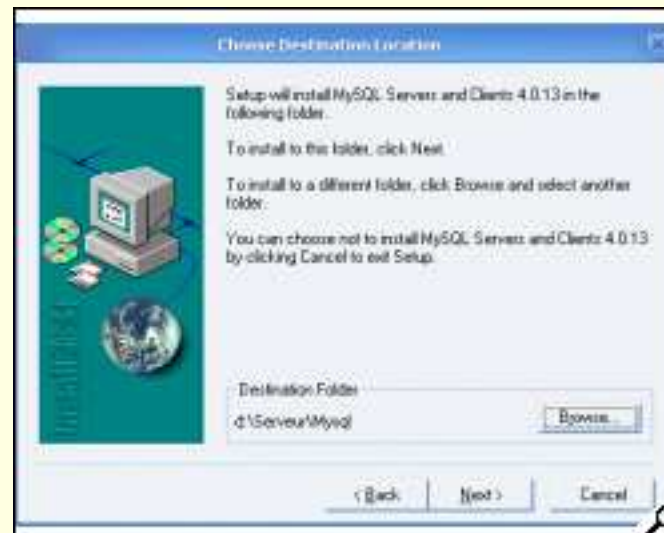 Choose Destination Location
Setup will install MySQL Servers and Clients 4.0.13 in the
following folder.
To install to this folder, click Next.
To install to a different folder, click Browse and select another
folder.
You can choose not to install MySQL Servers and Clients 4.0.13
by clicking Cancel to exit Setup.
Destination Folder
d:\Serveur\Mysql
Browse...
< Back
Next >
Cancel